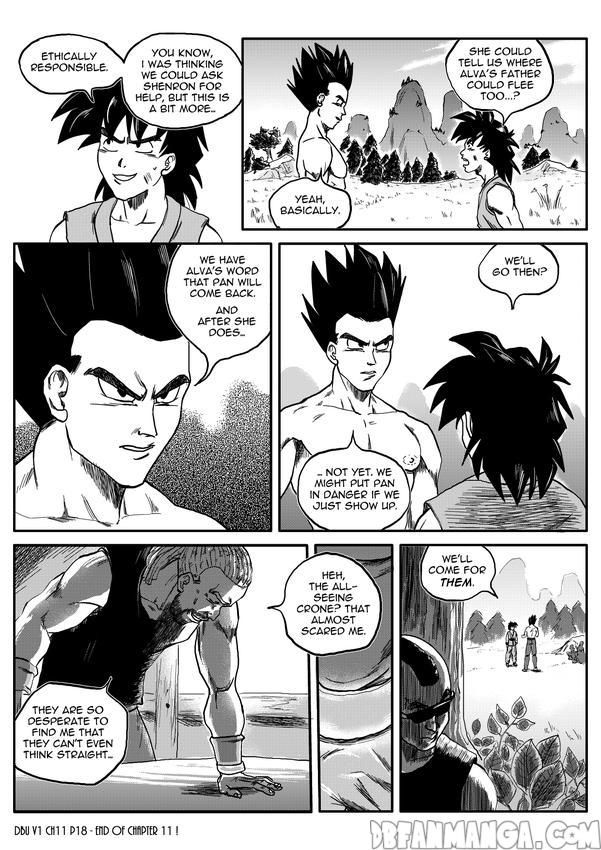 ETHICALLY
RESPONSIBLE.
YOU KNOW,
I WAS THINKING
WE COULD ASK
SHENRON FOR
HELP, BUT THIS IS
A BIT MORE..
SHE COULD
TELL US WHERE
ALVA'S FATHER
COULD FLEE
TOO...?
YEAH,
BASICALLY.
WE HAVE
ALVA'S WORD
THAT PAN WILL
COME BACK.
AND
AFTER SHE
DOES...
WE'LL
GO THEN?
.. NOT YET. WE
MIGHT PUT PAN
IN DANGER IF WE
JUST SHOW UP.
THEY ARE SO
DESPERATE TO
FIND ME THAT
THEY CAN'T EVEN
THINK STRAIGHT...
HEH,
THE ALL-
SEEING
CRONE? THAT
ALMOST
SCARED ME.
WE'LL
COME FOR
THEM.
DBU V1 CH11 P18 - END OF CHAPTER 11 !
DBFANMANGA.COM